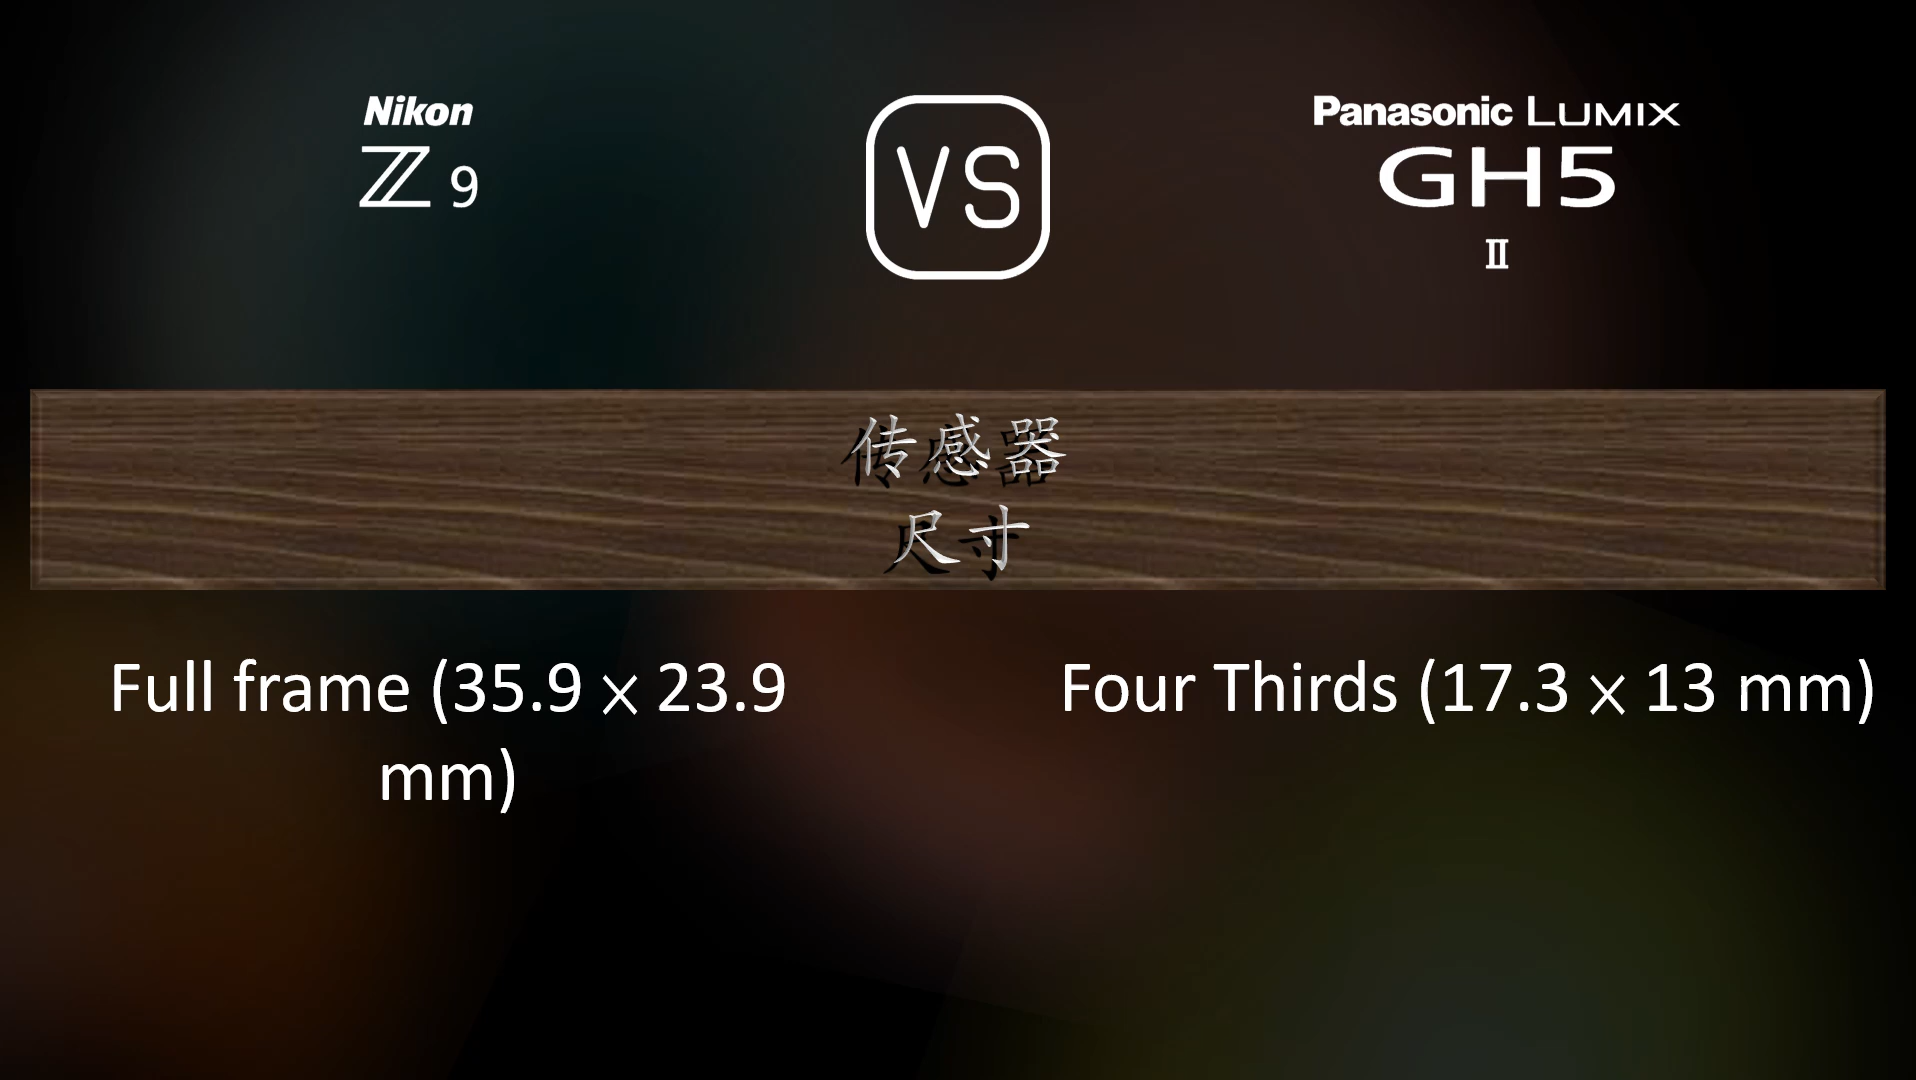 Nikon
Z 9
VS
Panasonic LUMIX
GH5
II
传感器
尺寸
Full frame (35.9 x 23.9
mm)
Four Thirds (17.3 x 13 mm)